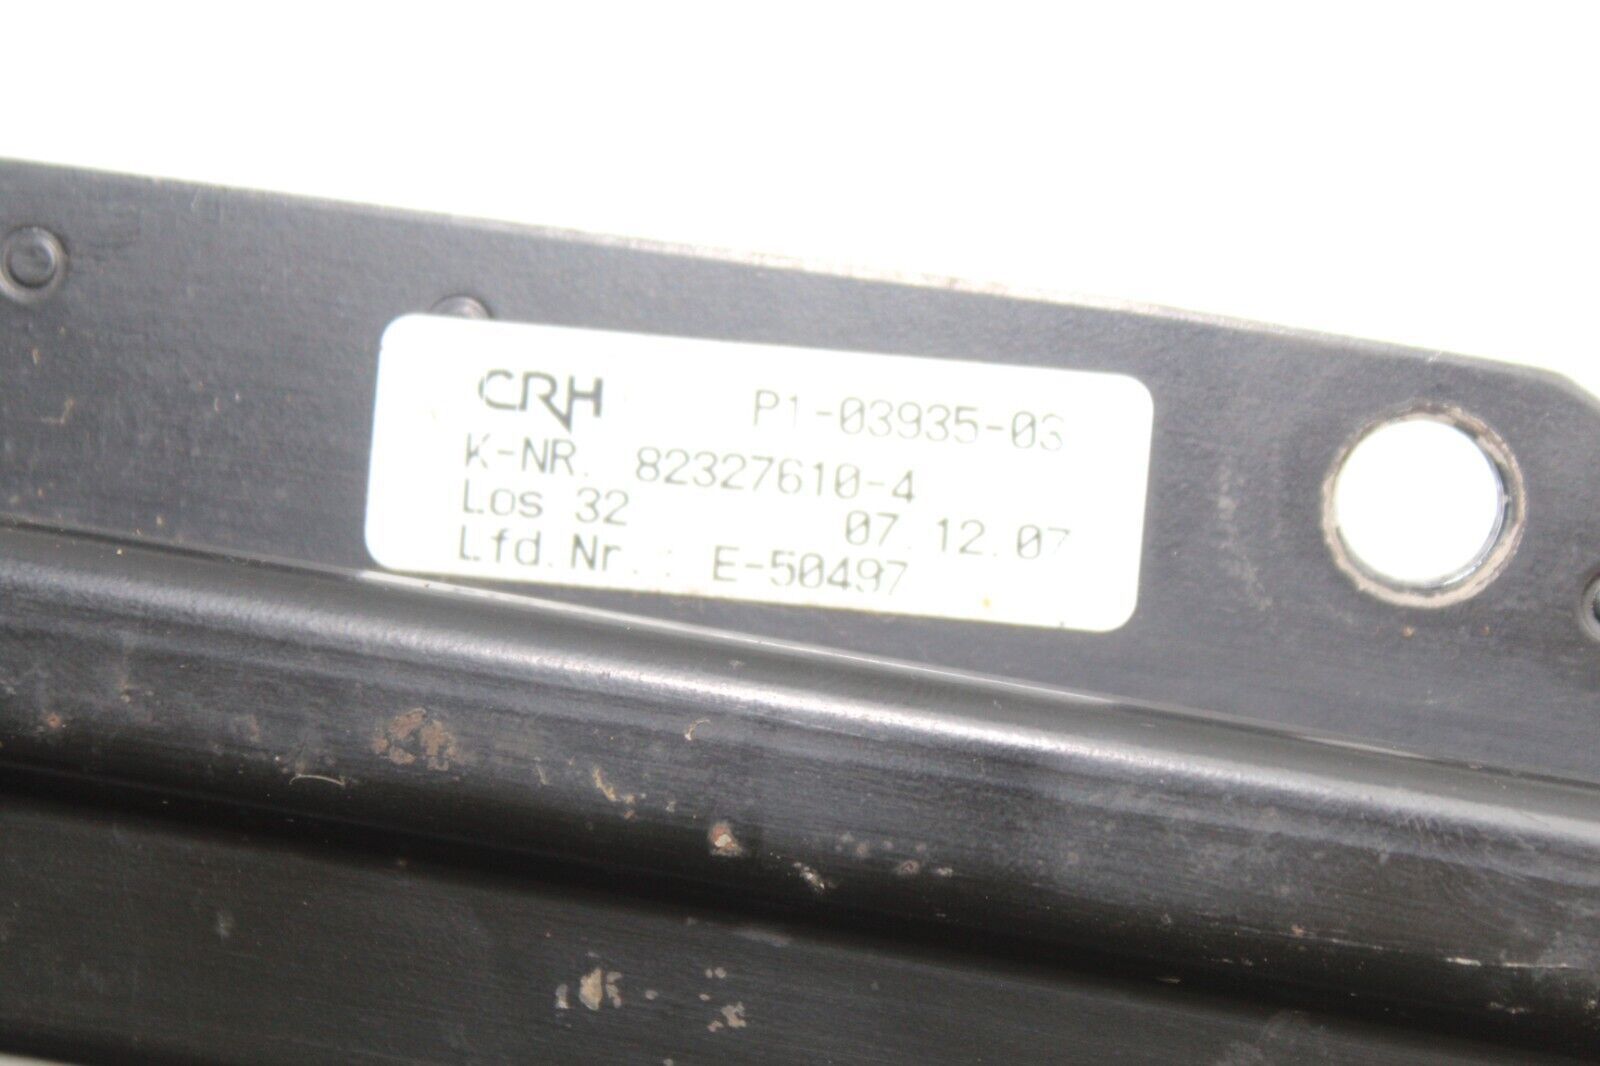 CRH P1-03935-03
K-NR. 82327610-4
Los 32 07.12.07
Lfd.Nr.: E-50497